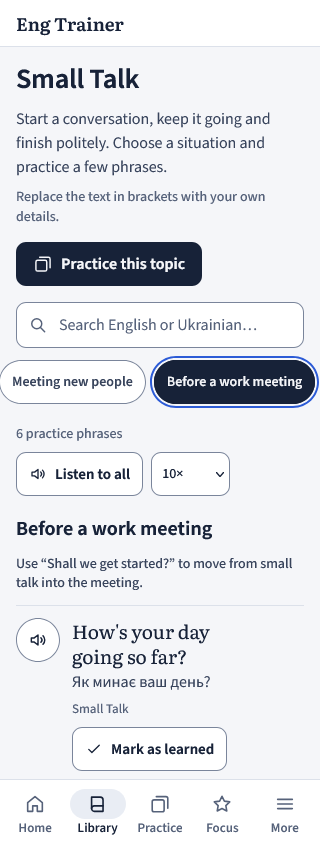 Eng Trainer
Small Talk
Start a conversation, keep it going and
finish politely. Choose a situation and
practice a few phrases.
Replace the text in brackets with your own
details.
Practice this topic
Search English or Ukrainian…
Meeting new people
Before a work meeting
6 practice phrases
Listen to all
10×
Before a work meeting
Use “Shall we get started?” to move from small
talk into the meeting.
How's your day
going so far?
Як минає ваш день?
Small Talk
Mark as learned
Home
Library
Practice
Focus
More